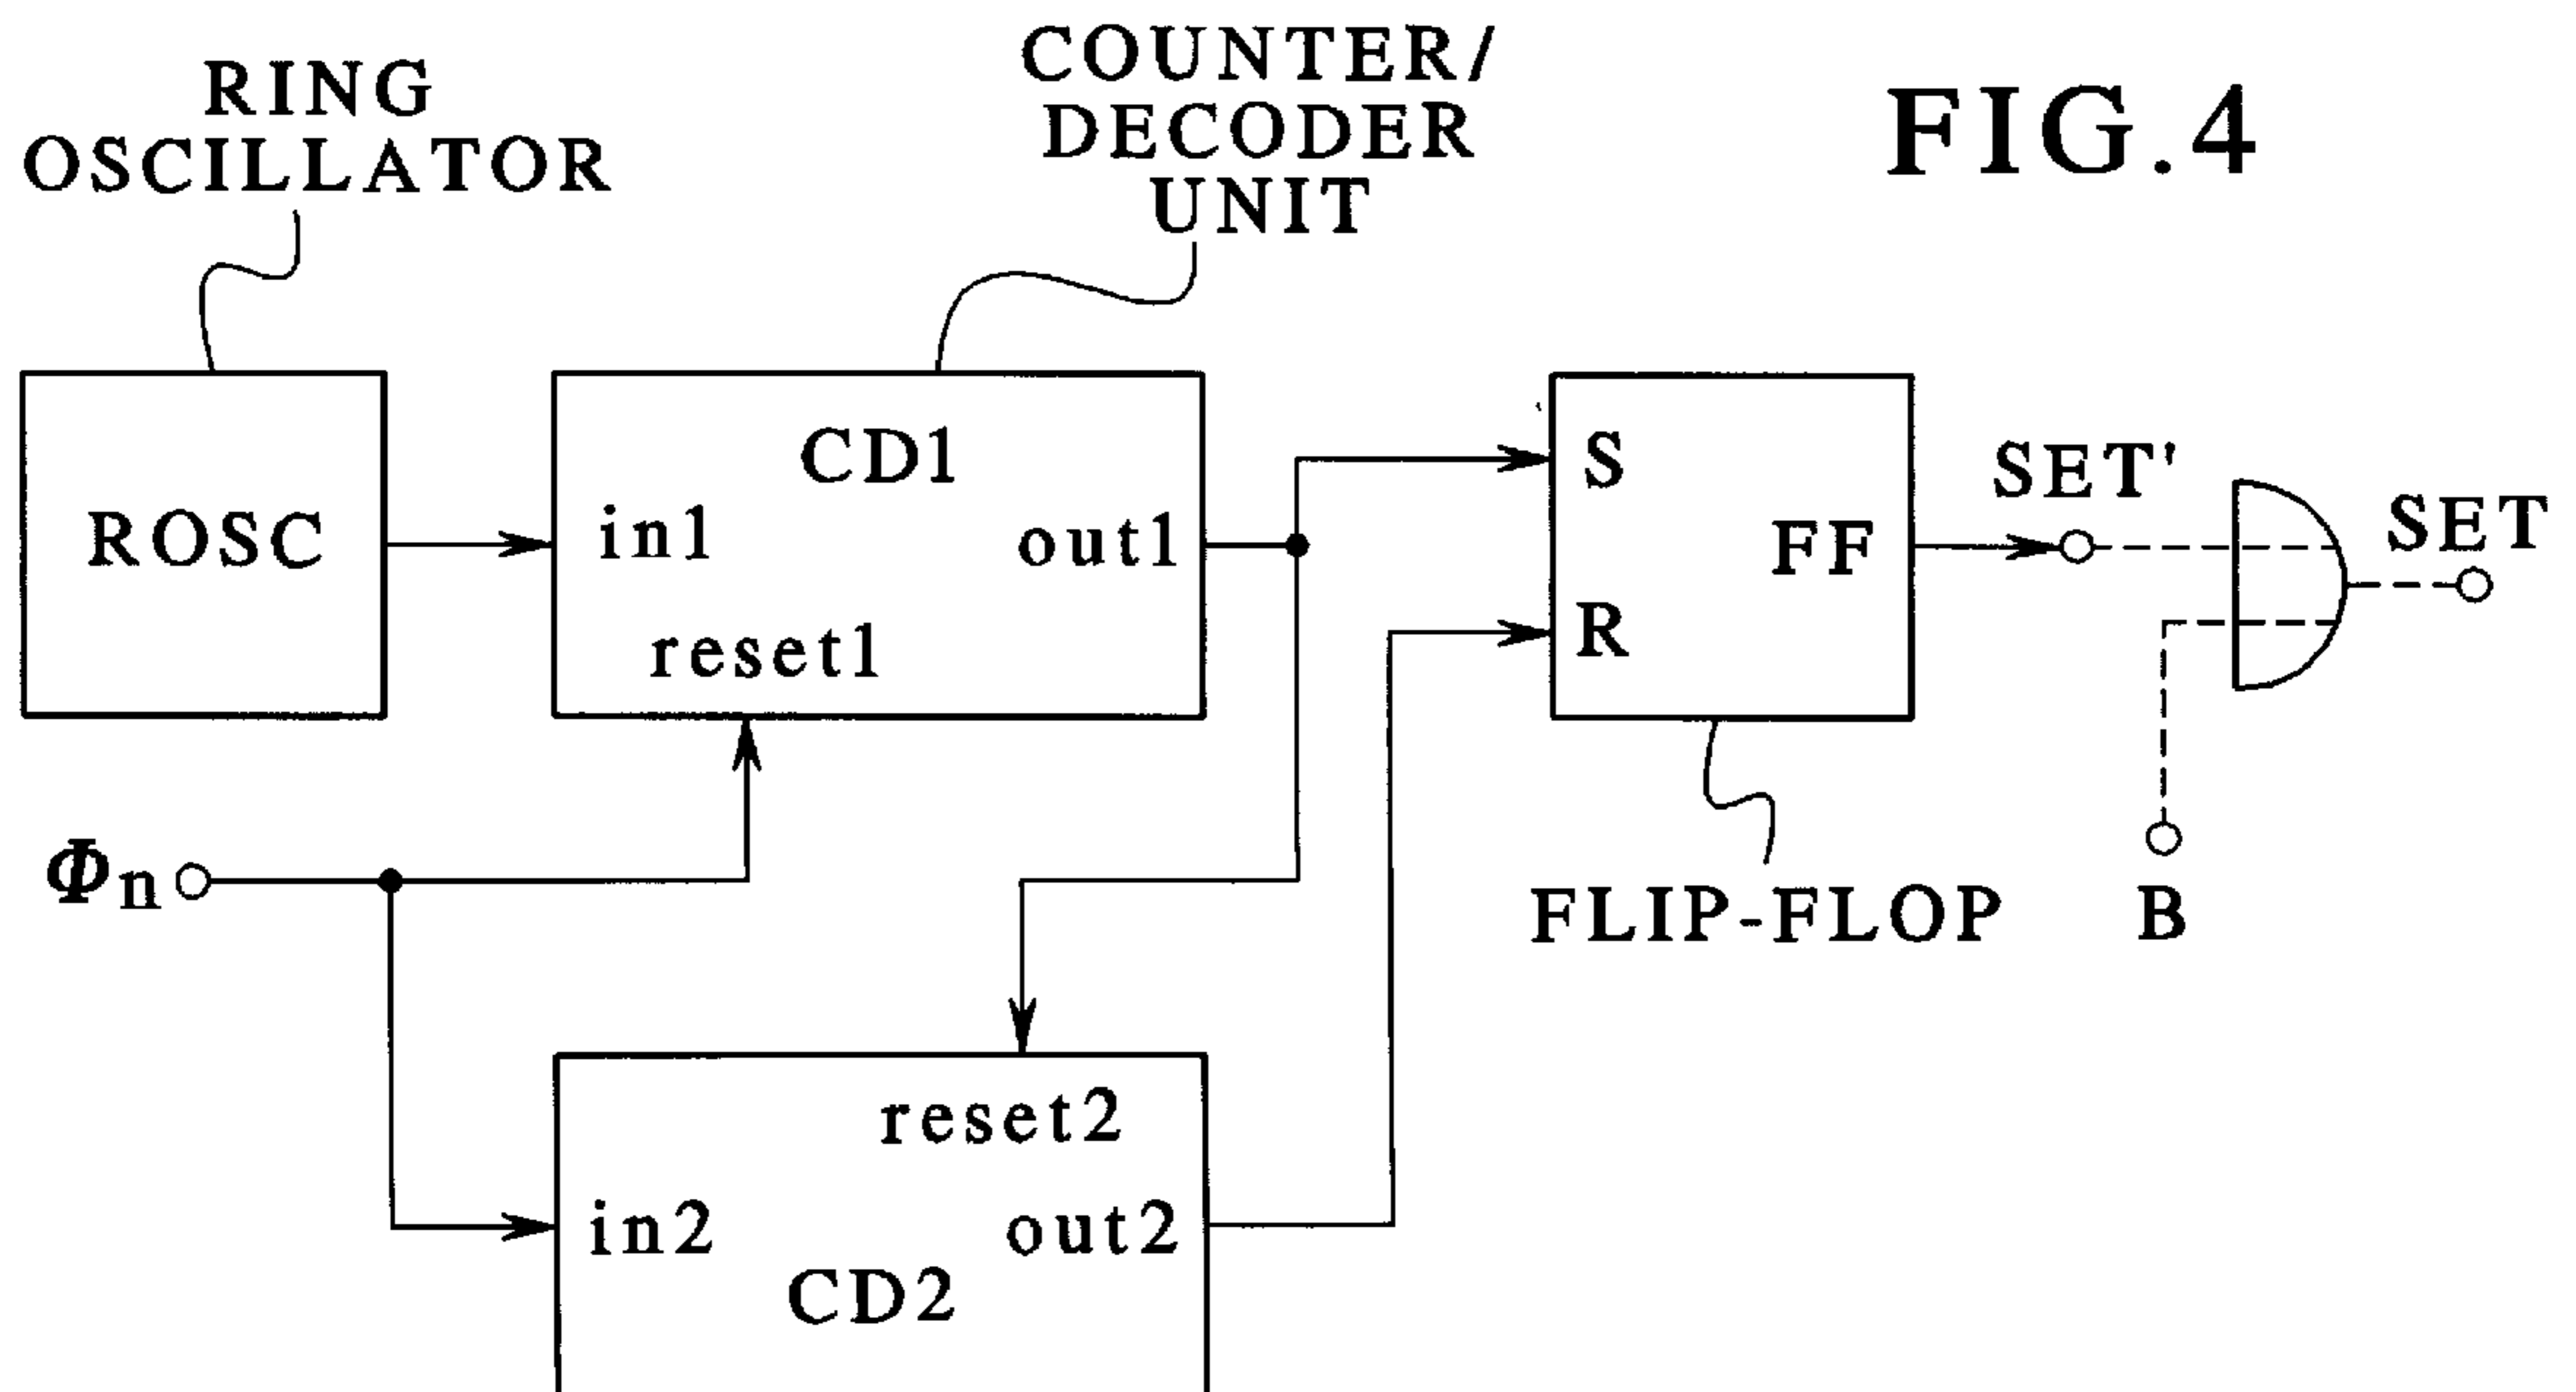 FIG.4
RING
OSCILLATOR
COUNTER/
DECODER
UNIT
ROSC
CD1
in1
out1
reset1
S
R
FF
SET'
SET
Φn
FLIP-FLOP
B
reset2
in2
out2
CD2